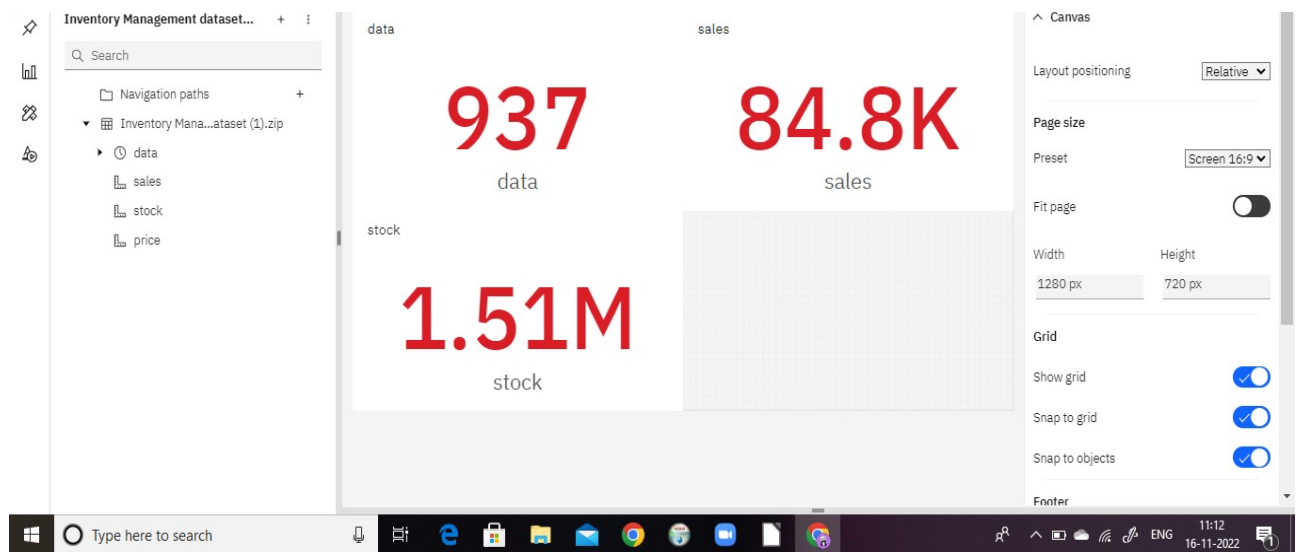 Inventory Management dataset...
Search
Navigation paths
Inventory Mana...ataset (1).zip
data
sales
stock
price
data
937
data
sales
84.8K
sales
stock
1.51M
stock
Canvas
Layout positioning
Relative
Page size
Preset
Screen 16:9
Fit page
Width Height
1280 px 720 px
Grid
Show grid
Snap to grid
Snap to objects
Footer
Type here to search
ENG
11:12
16-11-2022
1